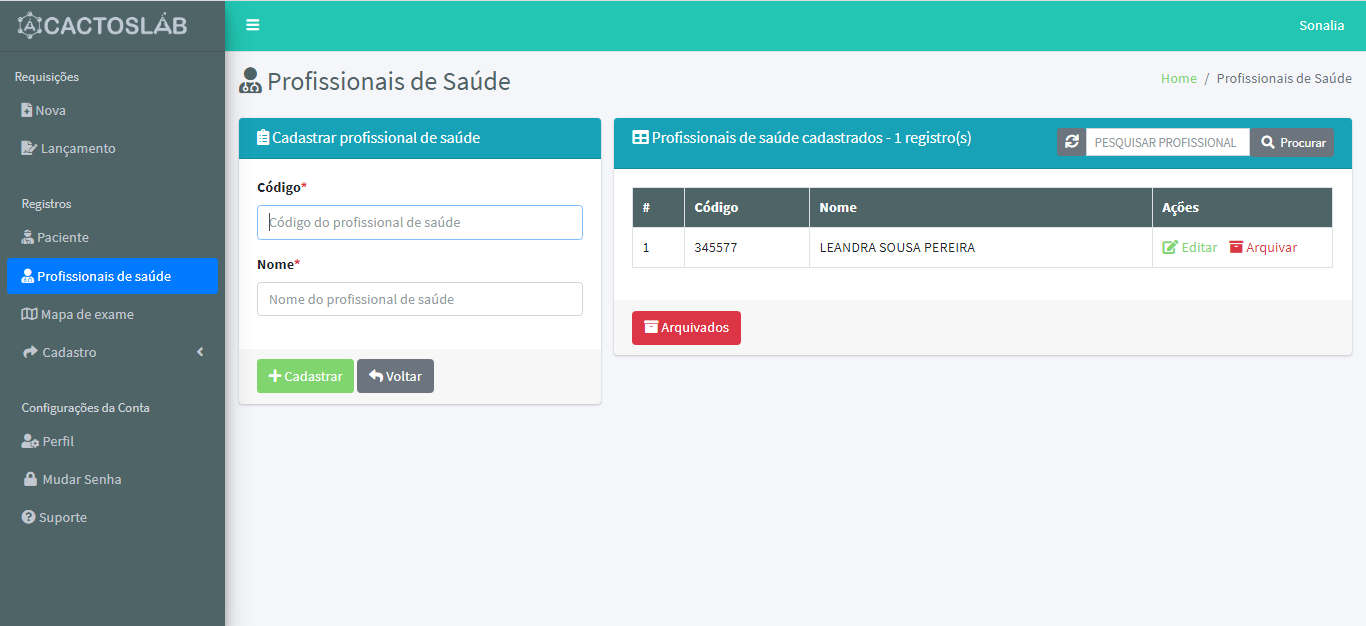 CACTOSLAB
Sonalia
Requisições
Nova
Lançamento
Registros
Paciente
Profissionais de saúde
Mapa de exame
Cadastro
Configurações da Conta
Perfil
Mudar Senha
Suporte
Profissionais de Saúde
Home / Profissionais de Saúde
Cadastrar profissional de saúde
Código*
Código do profissional de saúde
Nome*
Nome do profissional de saúde
Cadastrar Voltar
Profissionais de saúde cadastrados - 1 registro(s)
PESQUISAR PROFISSIONAL Procurar
# Código Nome Ações
1 345577 LEANDRA SOUSA PEREIRA Editar Arquivar
Arquivados